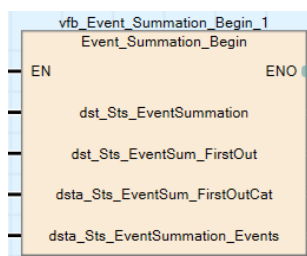 vfb_Event_Summation_Begin_1
Event_Summation_Begin
EN ENO
dst_Sts_EventSummation
dst_Sts_EventSum_FirstOut
dsta_Sts_EventSum_FirstOutCat
dsta_Sts_EventSummation_Events